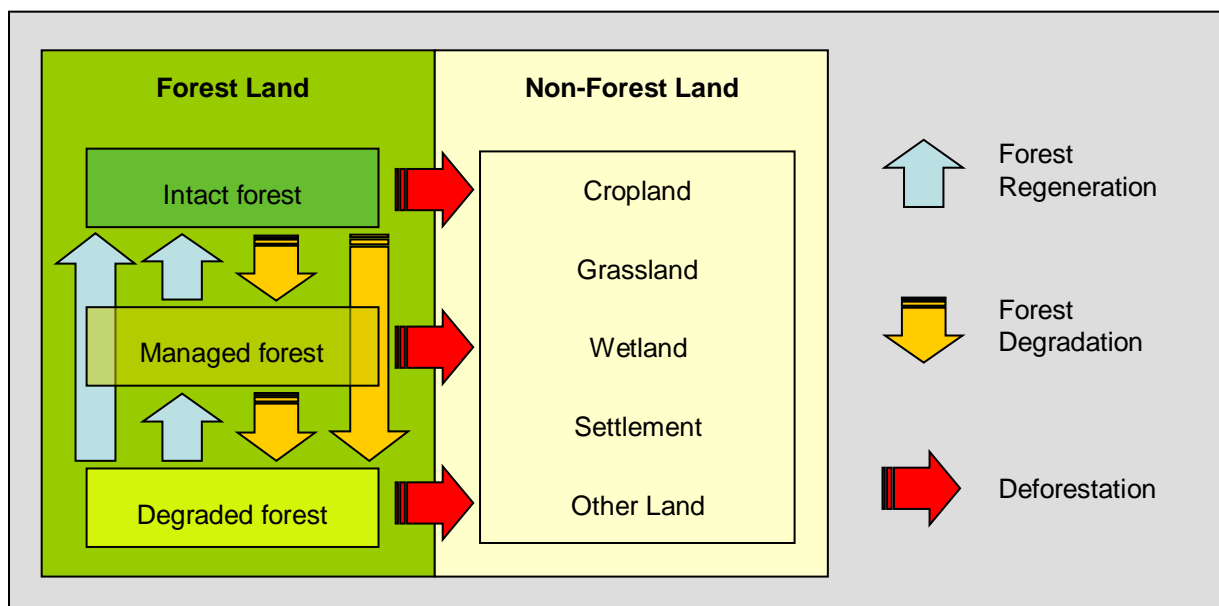 Forest Land
Non-Forest Land
Intact forest
Managed forest
Degraded forest
Cropland
Grassland
Wetland
Settlement
Other Land
Forest
Regeneration
Forest
Degradation
Deforestation